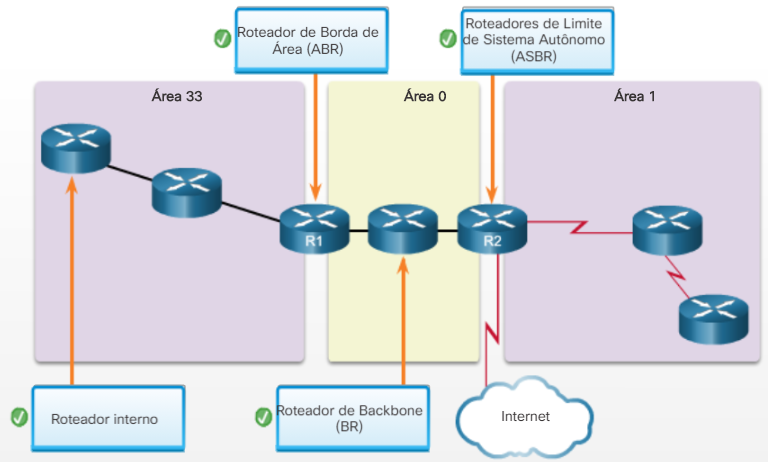 Roteador de Borda de
Área (ABR)
Roteadores de Limite
de Sistema Autônomo
(ASBR)
Área 33
Área 0
Área 1
R1
R2
Roteador interno
Roteador de Backbone
(BR)
Internet